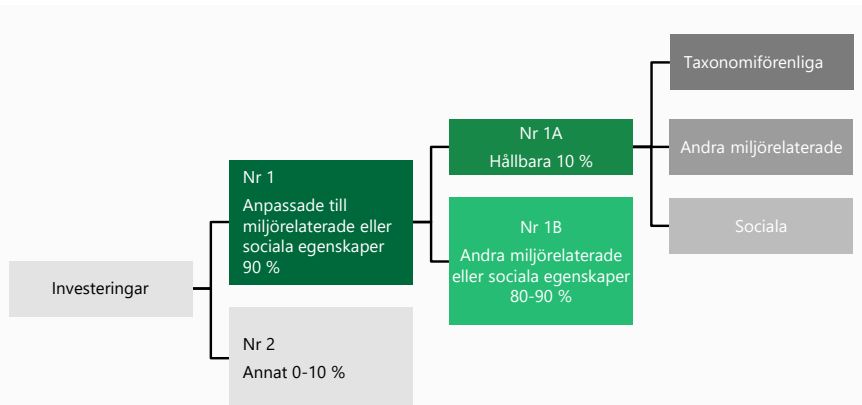 Investeringar
Nr 1
Anpassade till
miljörelaterade eller
sociala egenskaper
90 %
Nr 2
Annat 0-10 %
Nr 1A
Hållbara 10 %
Nr 1B
Andra miljörelaterade
eller sociala egenskaper
80-90 %
Taxonomiförenliga
Andra miljörelaterade
Sociala